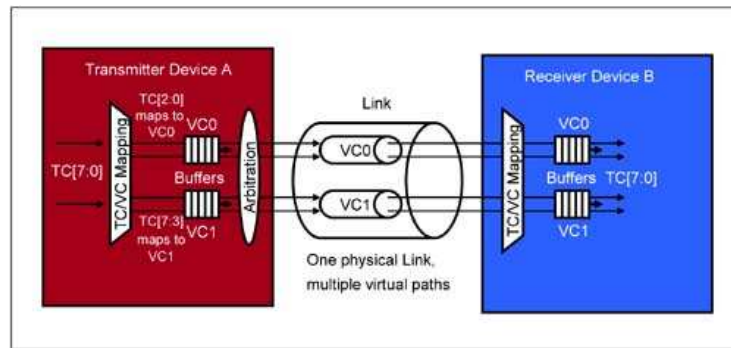 Transmitter Device A
TC[2:0]
maps to
VC0
VC0
TC/VC Mapping
TC[7:0]
Buffers
Arbitration
TC[7:3]
maps to
VC1
VC1
Link
VC0
VC1
One physical Link,
multiple virtual paths
Receiver Device B
TC/VC Mapping
VC0
Buffers
TC[7:0]
VC1